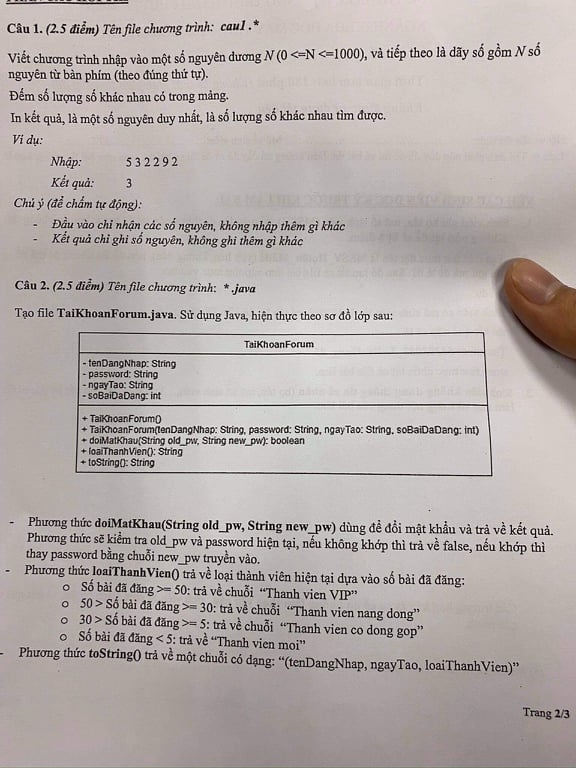 Câu 1. (2.5 điểm) Tên file chương trình: cau1.*
Viết chương trình nhập vào một số nguyên dương N (0 <=N <=1000), và tiếp theo là dãy số gồm N số
nguyên từ bàn phím (theo đúng thứ tự).
Đếm số lượng số khác nhau có trong mảng.
In kết quả, là một số nguyên duy nhất, là số lượng số khác nhau tìm được.
Ví dụ:
Nhập: 5 3 2 2 9 2
Kết quả: 3
Chú ý (để chấm tự động):
- Đầu vào chỉ nhận các số nguyên, không nhập thêm gì khác
- Kết quả chỉ ghi số nguyên, không ghi thêm gì khác
Câu 2. (2.5 điểm) Tên file chương trình: *.java
Tạo file TaiKhoanForum.java. Sử dụng Java, hiện thực theo sơ đồ lớp sau:
TaiKhoanForum
- tenDangNhap: String
- password: String
- ngayTao: String
- soBaiDaDang: int
+ TaiKhoanForum()
+ TaiKhoanForum(tenDangNhap: String, password: String, ngayTao: String, soBaiDaDang: int)
+ doiMatKhau(String old_pw, String new_pw): boolean
+ loaiThanhVien(): String
+ toString(): String
- Phương thức doiMatKhau(String old_pw, String new_pw) dùng để đổi mật khẩu và trả về kết quả.
Phương thức sẽ kiểm tra old_pw và password hiện tại, nếu không khớp thì trả về false, nếu khớp thì
thay password bằng chuỗi new_pw truyền vào.
- Phương thức loaiThanhVien() trả về loại thành viên hiện tại dựa vào số bài đã đăng:
o Số bài đã đăng >= 50: trả về chuỗi “Thanh vien VIP”
o 50 > Số bài đã đăng >= 30: trả về chuỗi “Thanh vien nang dong”
o 30 > Số bài đã đăng >= 5: trả về chuỗi “Thanh vien co dong gop”
o Số bài đã đăng < 5: trả về “Thanh vien moi”
- Phương thức toString() trả về một chuỗi có dạng: “(tenDangNhap, ngayTao, loaiThanhVien)”
Trang 2/3